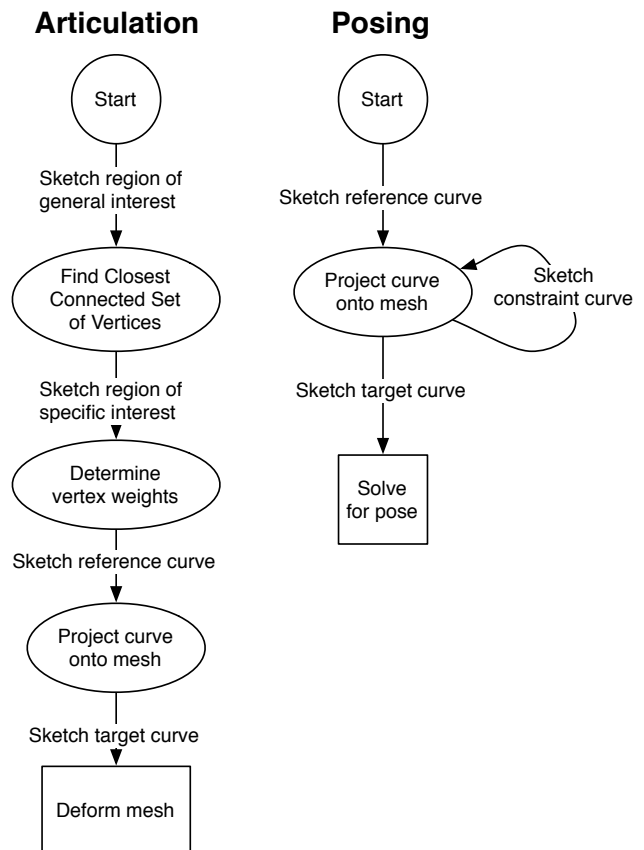 Articulation
Start
Sketch region of
general interest
Find Closest
Connected Set
of Vertices
Sketch region of
specific interest
Determine
vertex weights
Sketch reference curve
Project curve
onto mesh
Sketch target curve
Deform mesh
Posing
Start
Sketch reference curve
Project curve
onto mesh
Sketch
constraint curve
Sketch target curve
Solve
for pose